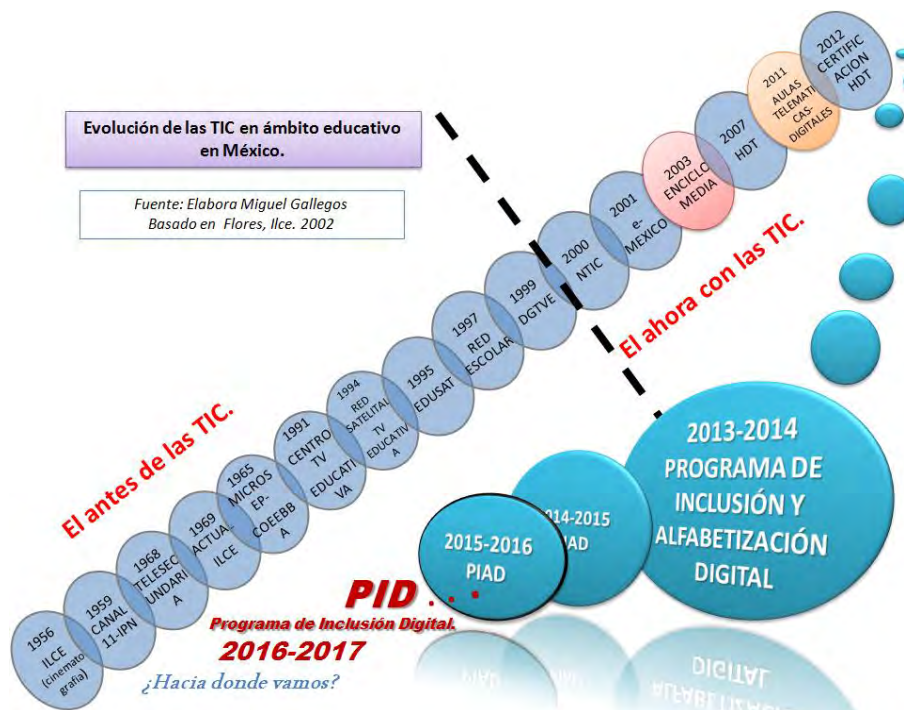 Evolución de las TIC en ámbito educativo
en México.
Fuente: Elabora Miguel Gallegos
Basado en Flores, Ilce. 2002
El antes de las TIC.
1956
ILCE
(cinemato
grafia)
1959
CANAL
11-IPN
1968
TELESEC
UNDARI
A
1969
ACTUAL
ILCE
1965
MICROS
EP-
COEEBB
A
1991
CENTRO
TV
EDUCATI
VA
1994
RED
SATELITAL
TV
EDUCATIV
A
1995
EDUSAT
1997
RED
ESCOLAR
1999
DGTVE
2000
NTIC
2001
e-
MEXICO
2003
ENCICLO
MEDIA
2007
HDT
2011
AULAS
TELEMATI
CAS-
DIGITALES
2012
CERTIFIC
ACION
HDT
El ahora con las TIC.
2013-2014
PROGRAMA DE
INCLUSIÓN Y
ALFABETIZACIÓN
DIGITAL
2014-2015
PIAD
2015-2016
PIAD
PID . . .
Programa de Inclusión Digital.
2016-2017
¿Hacia donde vamos?